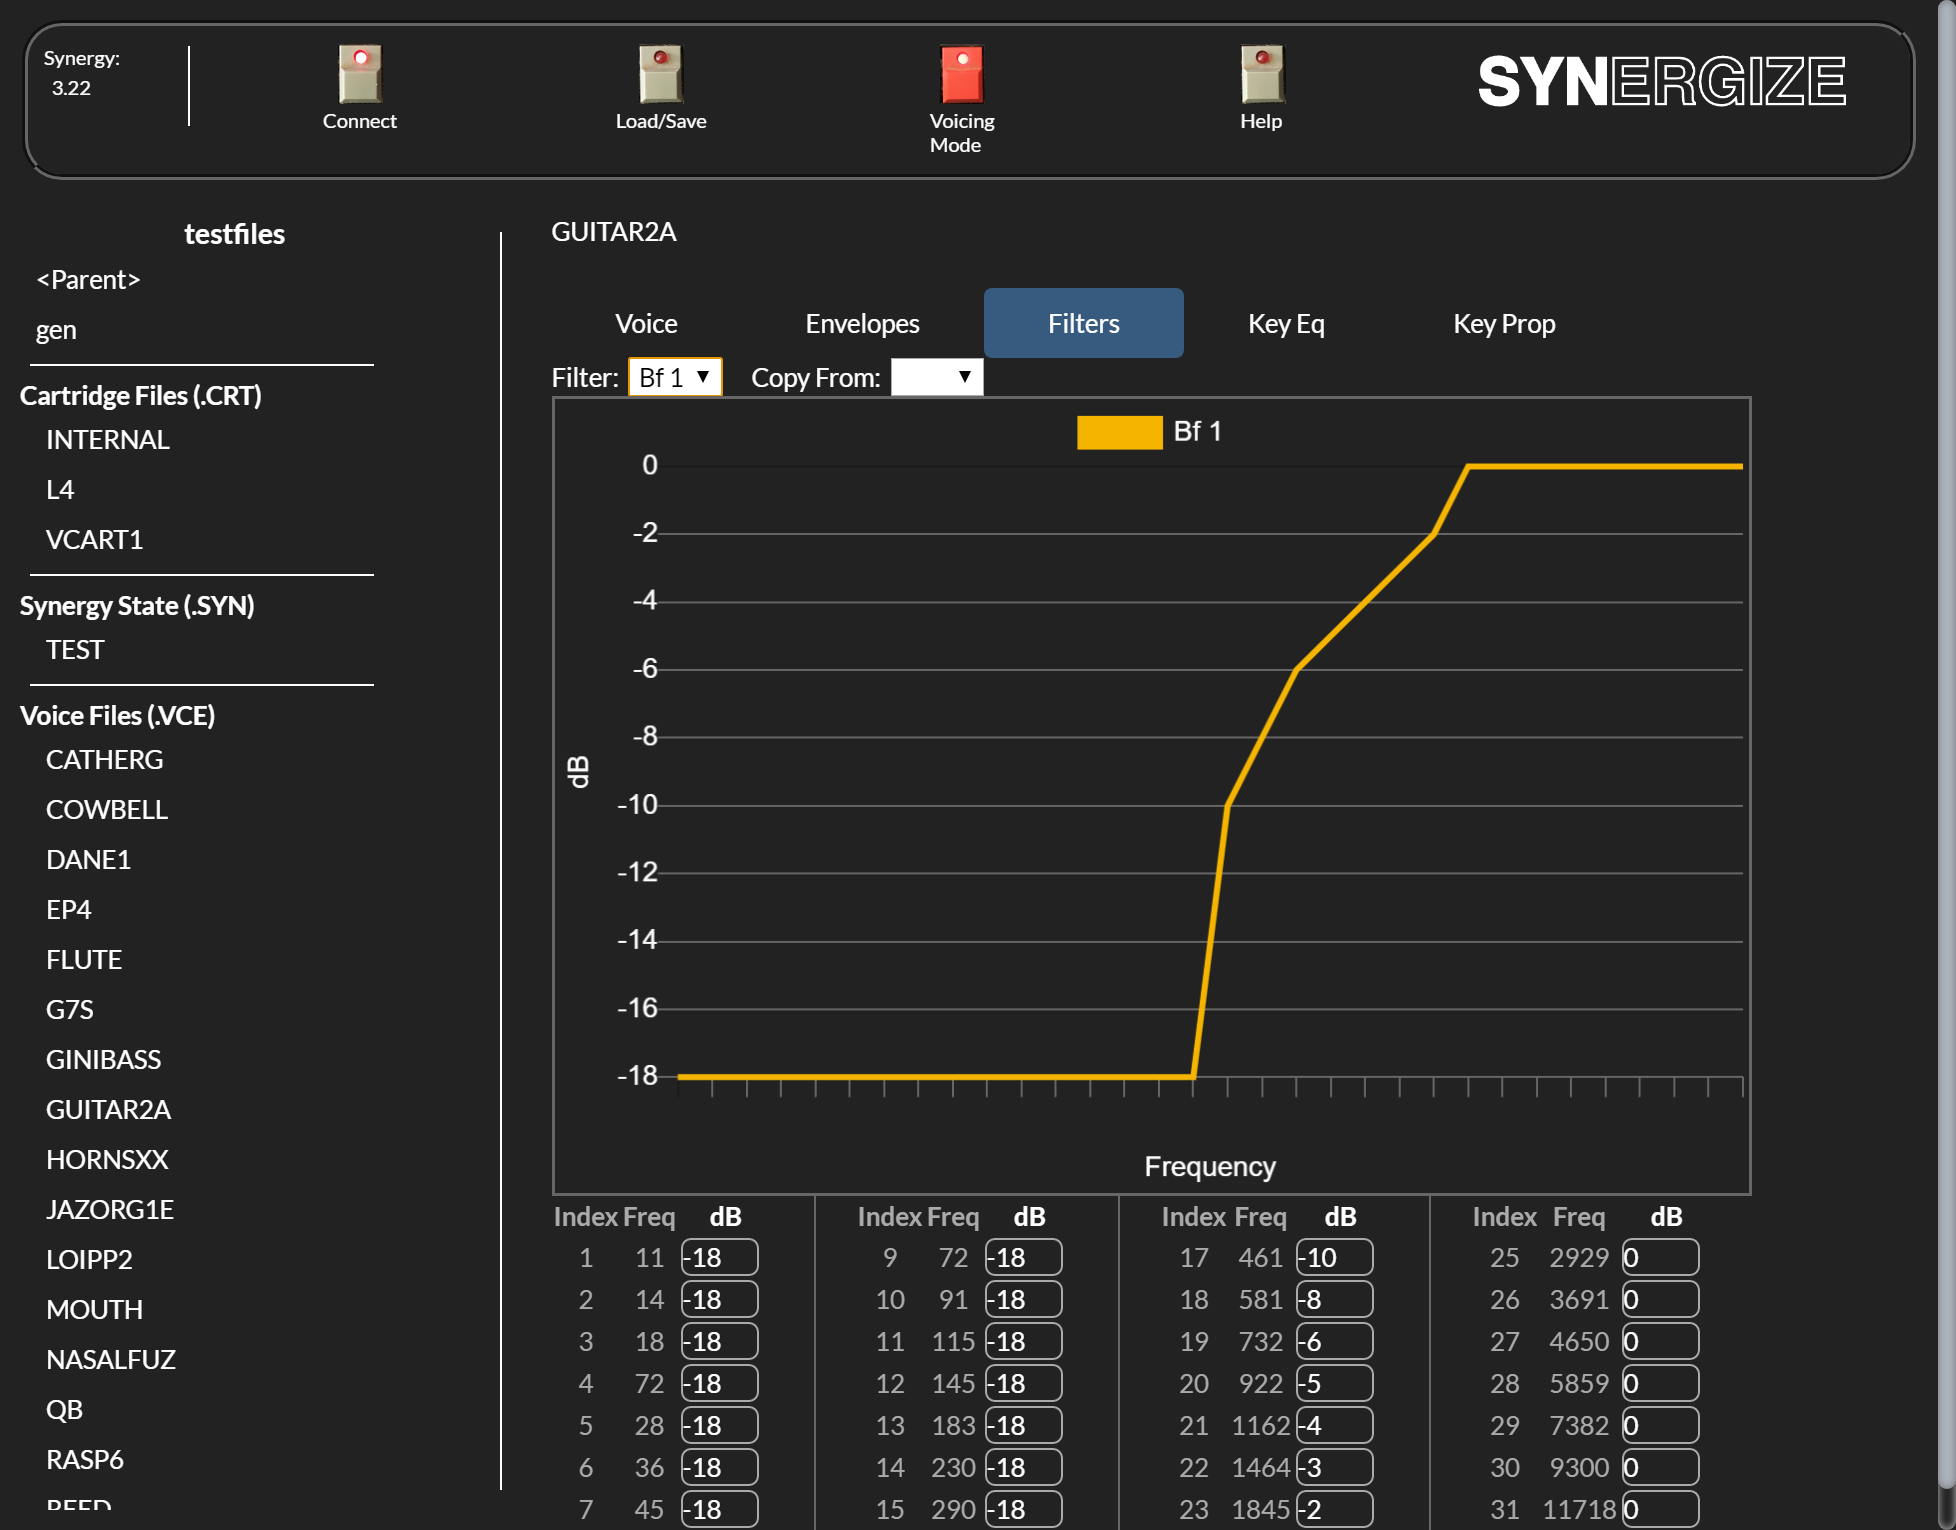 Synergy:
3.22
Connect
Load/Save
Voicing
Mode
Help
SYNERGIZE
testfiles
<Parent>
gen
Cartridge Files (.CRT)
INTERNAL
L4
VCART1
Synergy State (.SYN)
TEST
Voice Files (.VCE)
CATHERG
COWBELL
DANE1
EP4
FLUTE
G7S
GINIBASS
GUITAR2A
HORNSXX
JAZORG1E
LOIPP2
MOUTH
NASALFUZ
QB
RASP6
REED
GUITAR2A
Voice Envelopes Filters Key Eq Key Prop
Filter: Bf 1 ▼ Copy From: ▼
Bf 1
0
-2
-4
-6
-8
-10
-12
-14
-16
-18
dB
Frequency
Index Freq dB Index Freq dB Index Freq dB Index Freq dB
1 11 -18 9 72 -18 17 461 -10 25 2929 0
2 14 -18 10 91 -18 18 581 -8 26 3691 0
3 18 -18 11 115 -18 19 732 -6 27 4650 0
4 72 -18 12 145 -18 20 922 -5 28 5859 0
5 28 -18 13 183 -18 21 1162 -4 29 7382 0
6 36 -18 14 230 -18 22 1464 -3 30 9300 0
7 45 -18 15 290 -18 23 1845 -2 31 11718 0